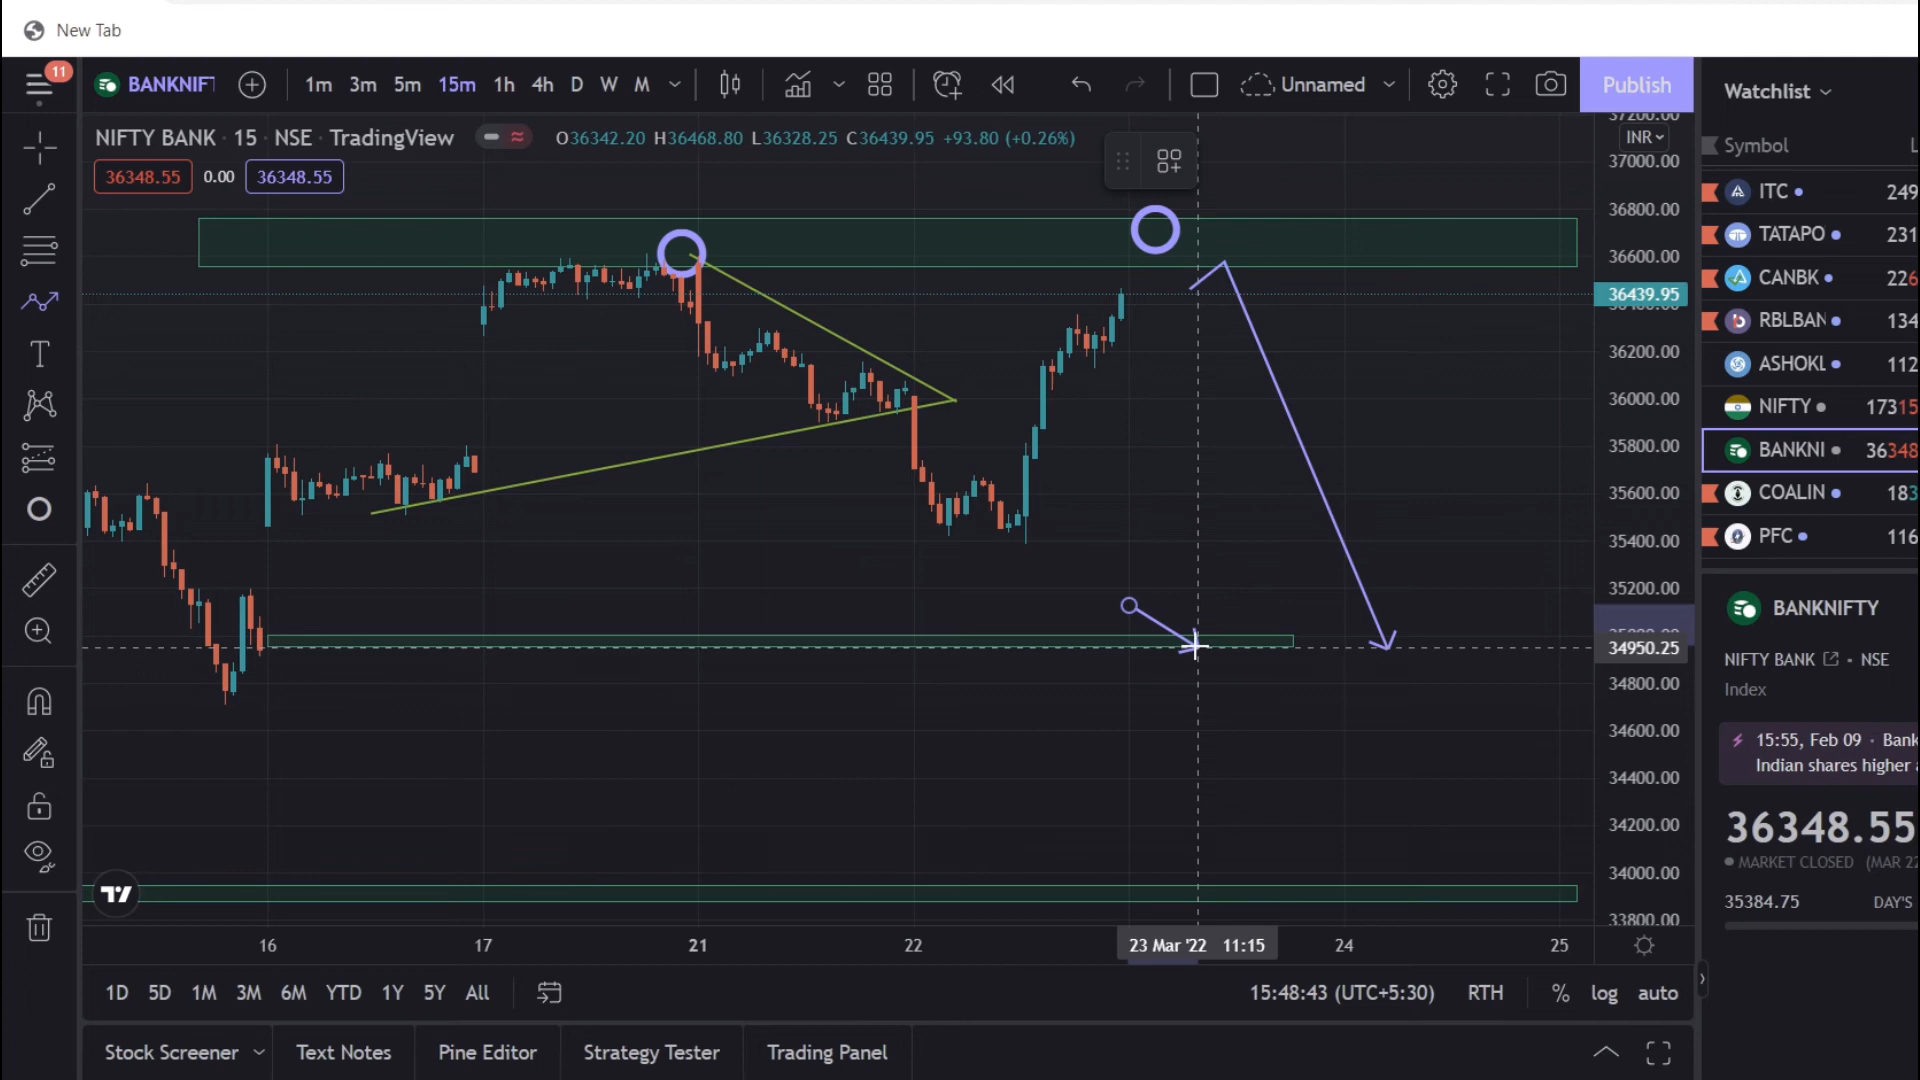 New Tab
11
BANKNIFT
1m 3m 5m 15m 1h 4h D W M
Unnamed
Publish
Watchlist
NIFTY BANK · 15 · NSE · TradingView
O36342.20 H36468.80 L36328.25 C36439.95 +93.80 (+0.26%)
INR
Symbol L
36348.55 0.00 36348.55
37200.00
37000.00
36800.00
36600.00
36439.95
36200.00
36000.00
35800.00
35600.00
35400.00
35200.00
34950.25
34800.00
34600.00
34400.00
34200.00
34000.00
33800.00
ITC 249
TATAPO 231
CANBK 226
RBLBAN 134
ASHOKL 112
NIFTY 17315
BANKNI 36348
COALIN 183
PFC 116
BANKNIFTY
NIFTY BANK · NSE
Index
15:55, Feb 09 · Bank
Indian shares higher
36348.55
MARKET CLOSED (MAR 22
35384.75 DAY'S
16 17 21 22 23 Mar '22 11:15 24 25
1D 5D 1M 3M 6M YTD 1Y 5Y All
15:48:43 (UTC+5:30) RTH % log auto
Stock Screener Text Notes Pine Editor Strategy Tester Trading Panel